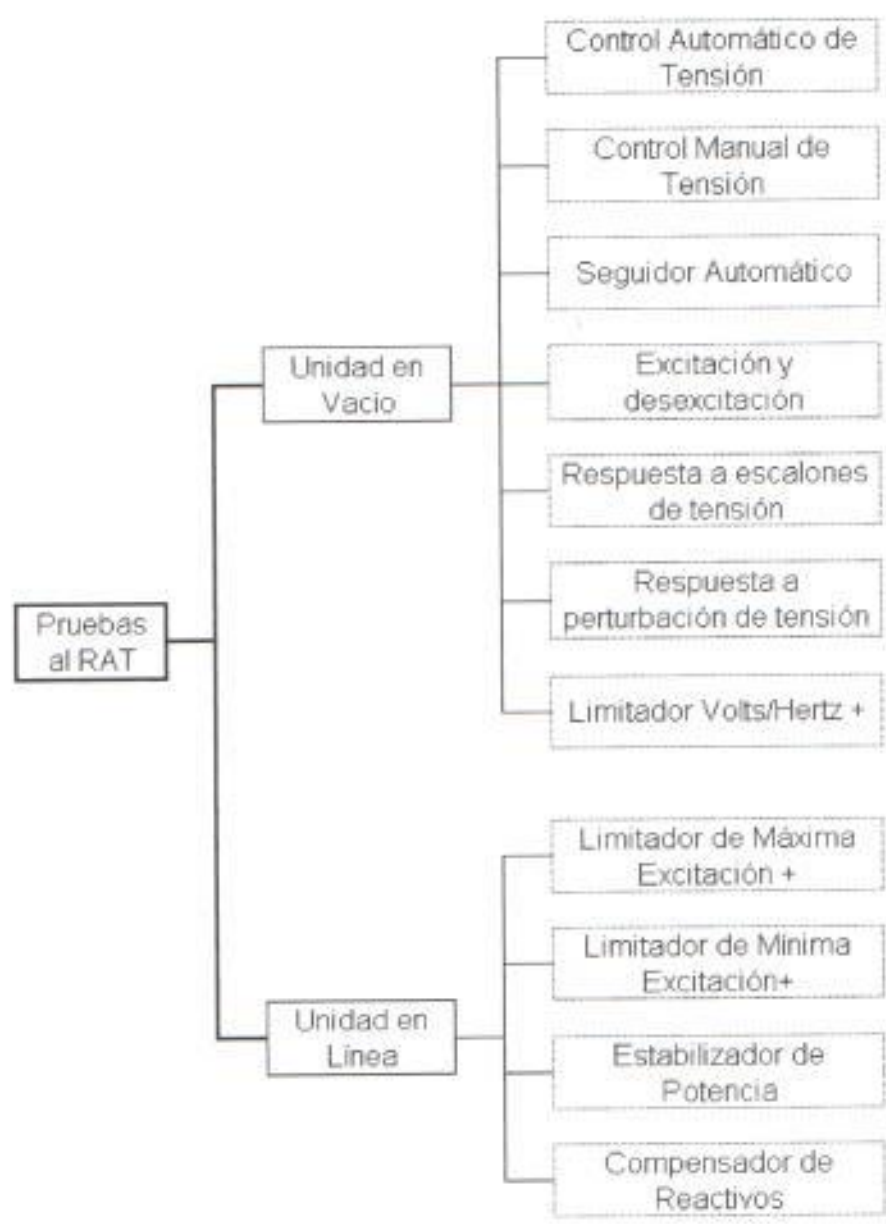 Control Automático de
Tensión
Control Manual de
Tensión
Seguidor Automático
Unidad en
Vacio
Excitación y
desexcitación
Respuesta a escalones
de tensión
Respuesta a
perturbación de tensión
Pruebas
al RAT
Limitador Volts/Hertz +
Limitador de Máxima
Excitación +
Limitador de Mínima
Excitación+
Unidad en
Línea
Estabilizador de
Potencia
Compensador de
Reactivos